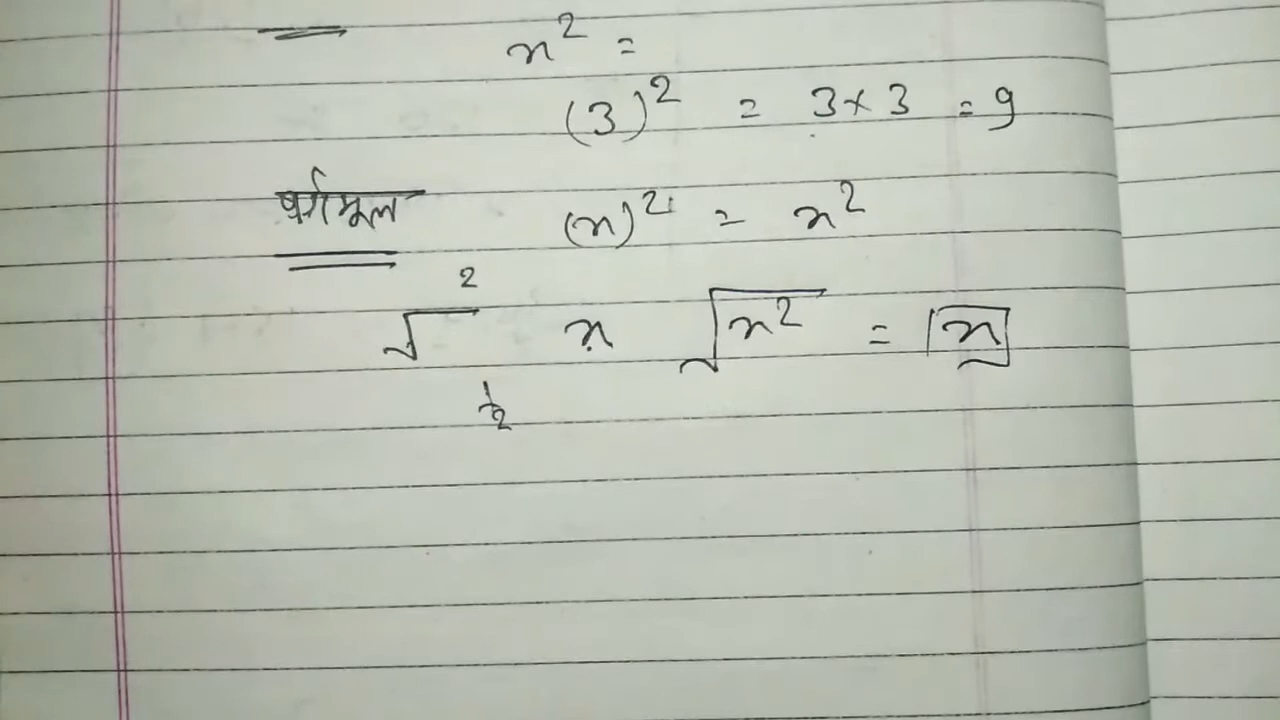 x² =
(3)² = 3×3 = 9
वर्गमूल (x)² = x²
√ ² x √x² = x
1/2